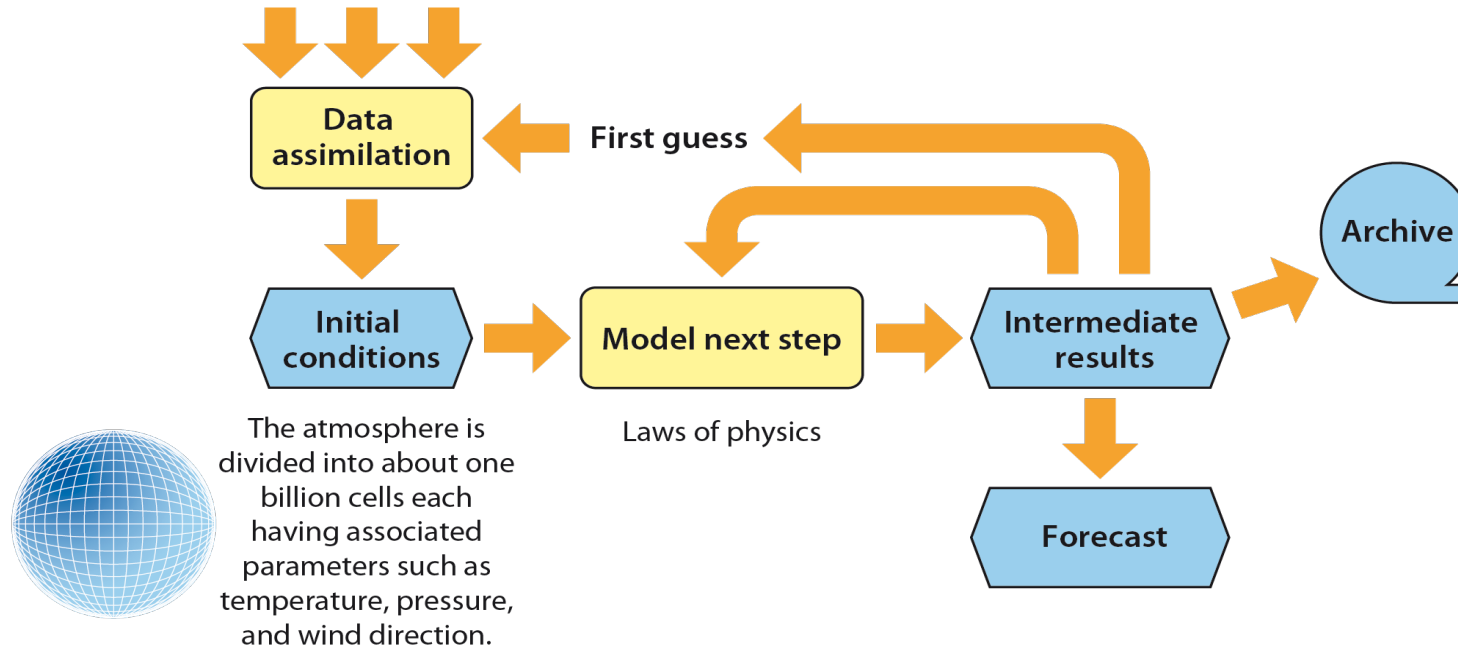 Data
assimilation
First guess
Archive
Initial
conditions
Model next step
Intermediate
results
The atmosphere is
divided into about one
billion cells each
having associated
parameters such as
temperature, pressure,
and wind direction.
Laws of physics
Forecast